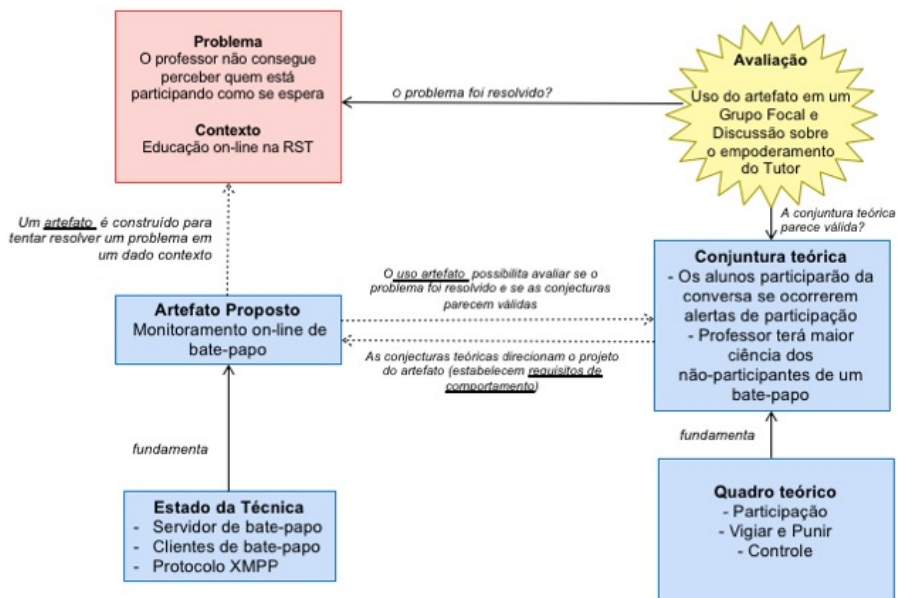 Problema
O professor não consegue
perceber quem está
participando como se espera
Contexto
Educação on-line na RST
O problema foi resolvido?
Avaliação
Uso do artefato em um
Grupo Focal e
Discussão sobre
o empoderamento
do Tutor
Um artefato é construído para
tentar resolver um problema em
um dado contexto
A conjuntura teórica
parece válida?
O uso artefato possibilita avaliar se o
problema foi resolvido e se as conjecturas
parecem válidas
Artefato Proposto
Monitoramento on-line de
bate-papo
As conjecturas teóricas direcionam o projeto
do artefato (estabelecem requisitos de
comportamento)
Conjuntura teórica
- Os alunos participarão da
conversa se ocorrerem
alertas de participação
- Professor terá maior
ciência dos
não-participantes de um
bate-papo
fundamenta
fundamenta
Estado da Técnica
- Servidor de bate-papo
- Clientes de bate-papo
- Protocolo XMPP
Quadro teórico
- Participação
- Vigiar e Punir
- Controle